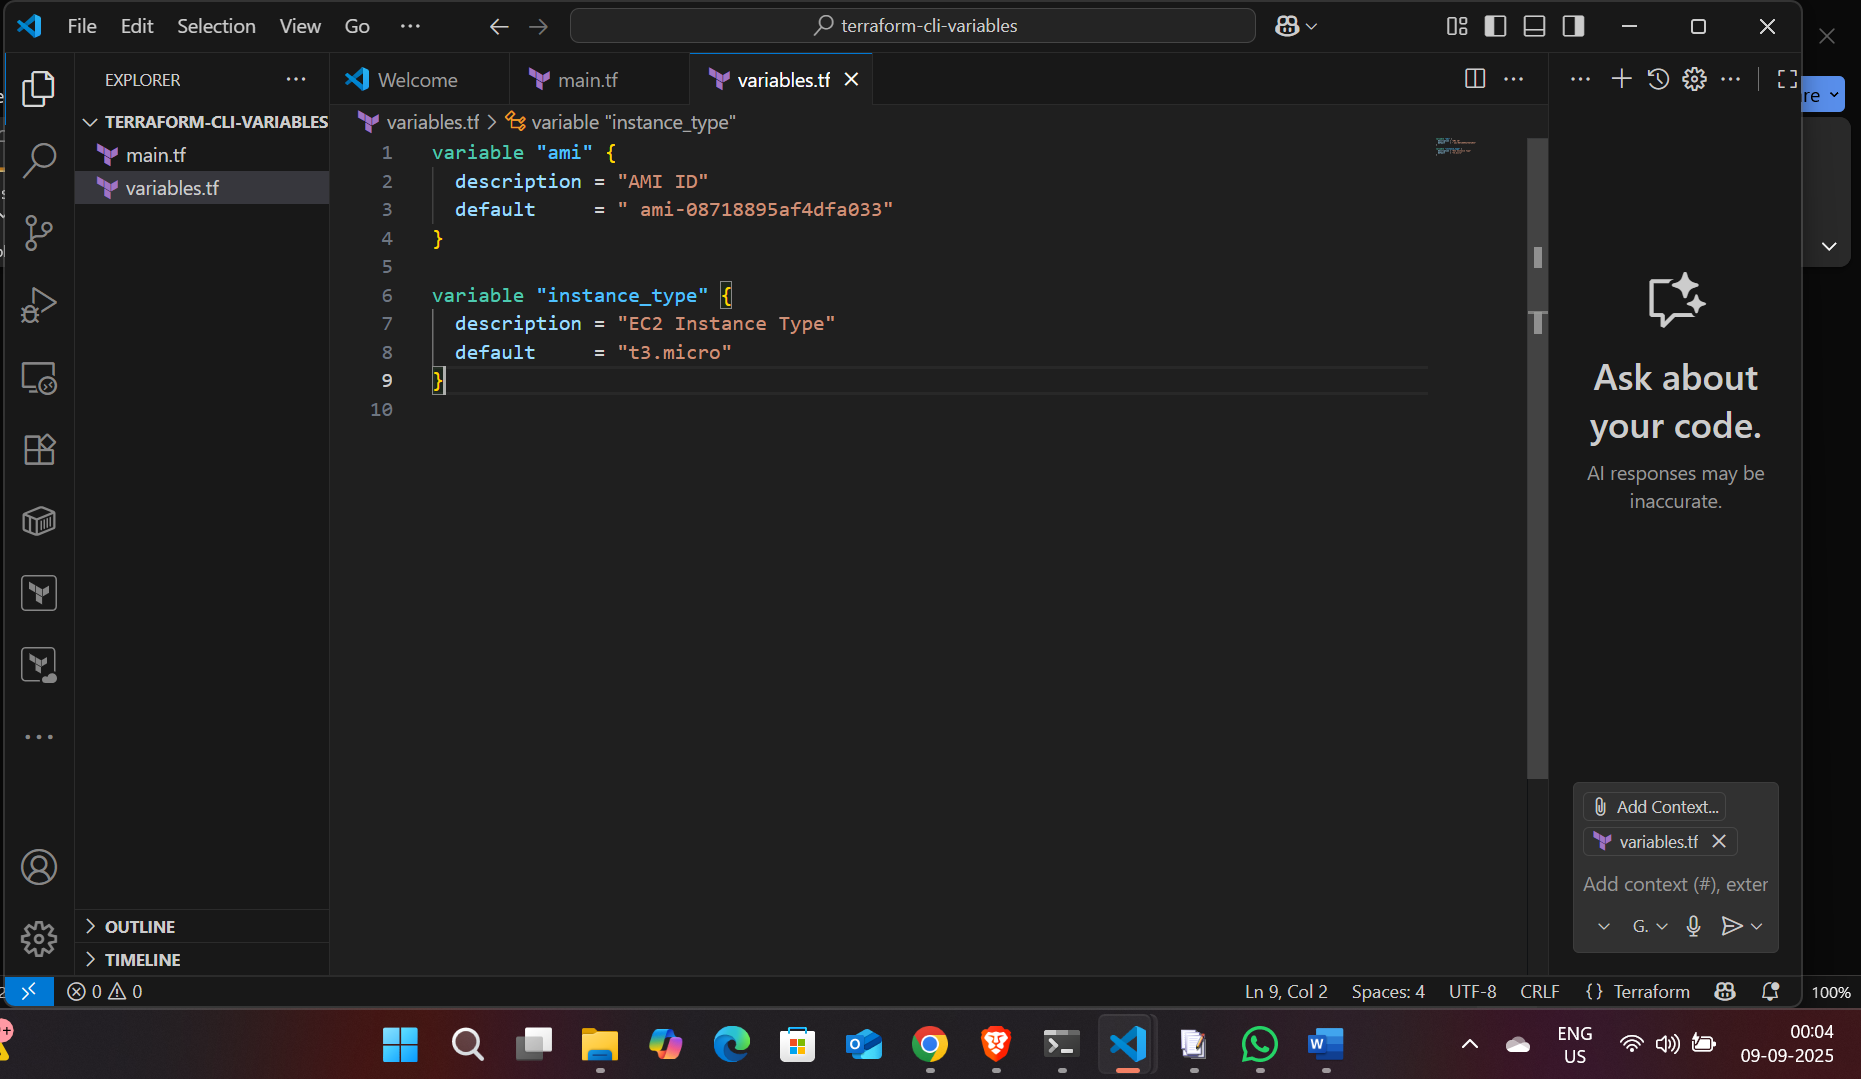 File Edit Selection View Go
terraform-cli-variables
EXPLORER
TERRAFORM-CLI-VARIABLES
main.tf
variables.tf
OUTLINE
TIMELINE
Welcome
main.tf
variables.tf
variables.tf > variable "instance_type"
1 variable "ami" {
2 description = "AMI ID"
3 default = " ami-08718895af4dfa033"
4 }
5
6 variable "instance_type" {
7 description = "EC2 Instance Type"
8 default = "t3.micro"
9 }
10
re
Ask about
your code.
AI responses may be
inaccurate.
Add Context...
variables.tf
Add context (#), exter
G.
0 0
Ln 9, Col 2 Spaces: 4 UTF-8 CRLF {} Terraform
100%
ENG
US
00:04
09-09-2025